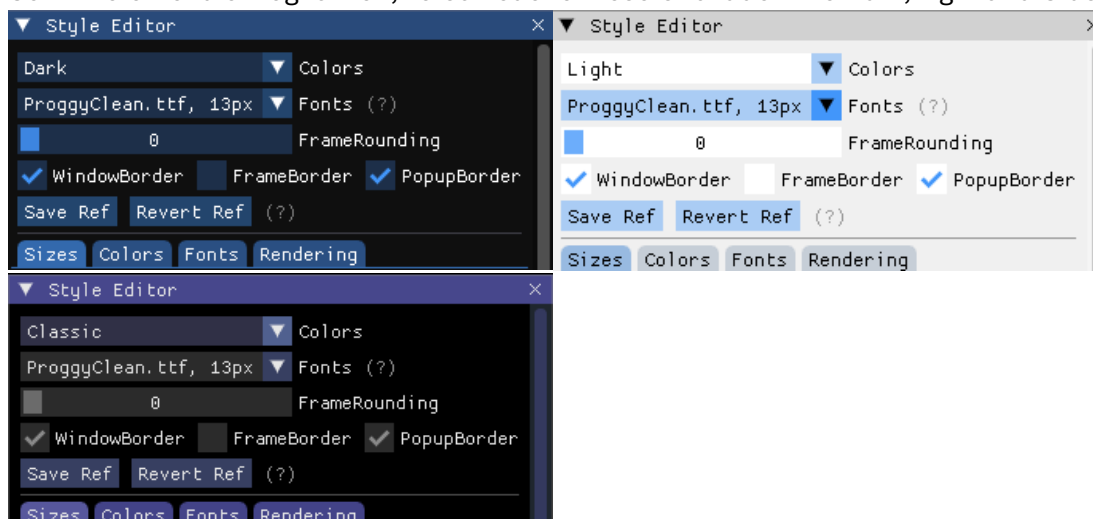 Style Editor
Dark Colors
ProggyClean.ttf, 13px Fonts (?)
0 FrameRounding
WindowBorder FrameBorder PopupBorder
Save Ref Revert Ref (?)
Sizes Colors Fonts Rendering
Style Editor
Light Colors
ProggyClean.ttf, 13px Fonts (?)
0 FrameRounding
WindowBorder FrameBorder PopupBorder
Save Ref Revert Ref (?)
Sizes Colors Fonts Rendering
Style Editor
Classic Colors
ProggyClean.ttf, 13px Fonts (?)
0 FrameRounding
WindowBorder FrameBorder PopupBorder
Save Ref Revert Ref (?)
Sizes Colors Fonts Rendering